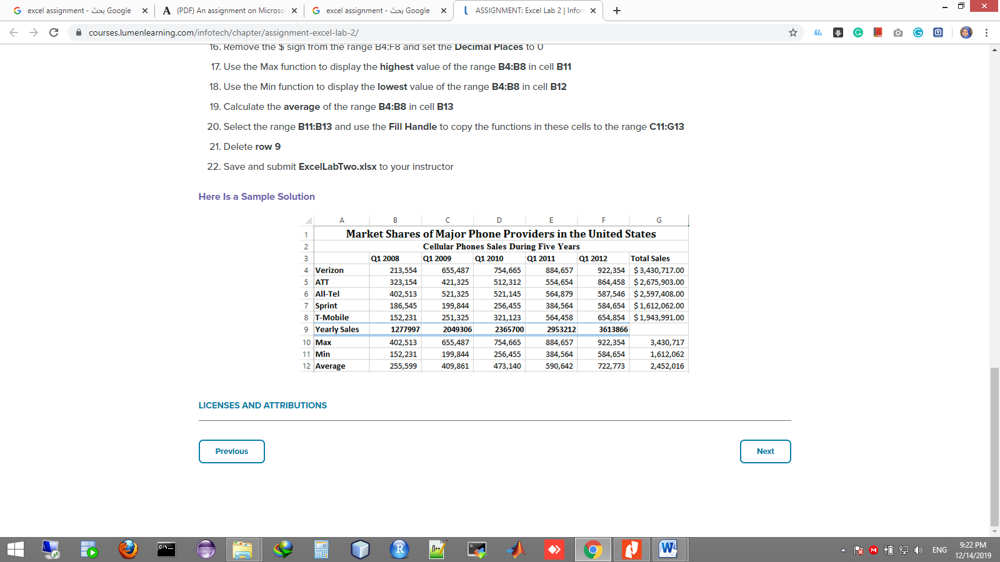 excel assignment - بحث Google
(PDF) An assignment on Microso
excel assignment - بحث Google
ASSIGNMENT: Excel Lab 2 | Infor
courses.lumenlearning.com/infotech/chapter/assignment-excel-lab-2/
16. Remove the $ sign from the range B4:F8 and set the Decimal Places to 0
17. Use the Max function to display the highest value of the range B4:B8 in cell B11
18. Use the Min function to display the lowest value of the range B4:B8 in cell B12
19. Calculate the average of the range B4:B8 in cell B13
20. Select the range B11:B13 and use the Fill Handle to copy the functions in these cells to the range C11:G13
21. Delete row 9
22. Save and submit ExcelLabTwo.xlsx to your instructor
Here Is a Sample Solution
A B C D E F G
1 Market Shares of Major Phone Providers in the United States
2 Cellular Phones Sales During Five Years
3 Q1 2008 Q1 2009 Q1 2010 Q1 2011 Q1 2012 Total Sales
4 Verizon 213,554 655,487 754,665 884,657 922,354 $ 3,430,717.00
5 ATT 323,154 421,325 512,312 554,654 864,458 $ 2,675,903.00
6 All-Tel 402,513 521,325 521,145 564,879 587,546 $ 2,597,408.00
7 Sprint 186,545 199,844 256,455 384,564 584,654 $ 1,612,062.00
8 T-Mobile 152,231 251,325 321,123 564,458 654,854 $ 1,943,991.00
9 Yearly Sales 1277997 2049306 2365700 2953212 3613866
10 Max 402,513 655,487 754,665 884,657 922,354 3,430,717
11 Min 152,231 199,844 256,455 384,564 584,654 1,612,062
12 Average 255,599 409,861 473,140 590,642 722,773 2,452,016
LICENSES AND ATTRIBUTIONS
Previous
Next
ENG
9:22 PM
12/14/2019